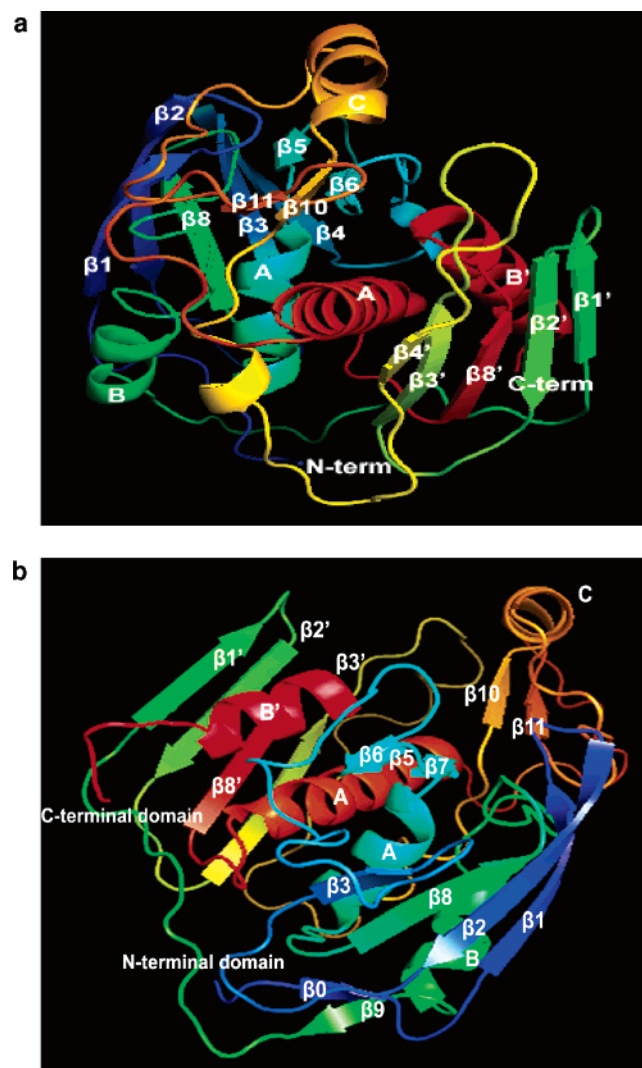 a
β2
C
β5
β6
β11
β10
β8
β3
β4
A
β1
A
B'
β2'
β1'
β4'
β3'
β8'
C-term
B
N-term
b
C
β2'
β1'
β3'
β10
B'
β11
β6
β5
β7
β8'
A
C-terminal domain
A
β3
β8
β2
β1
N-terminal domain
B
β0
β9